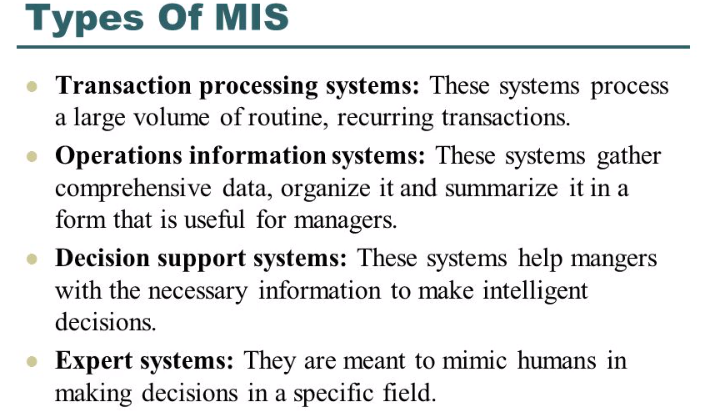 Types Of MIS
Transaction processing systems: These systems process
a large volume of routine, recurring transactions.
Operations information systems: These systems gather
comprehensive data, organize it and summarize it in a
form that is useful for managers.
Decision support systems: These systems help mangers
with the necessary information to make intelligent
decisions.
Expert systems: They are meant to mimic humans in
making decisions in a specific field.